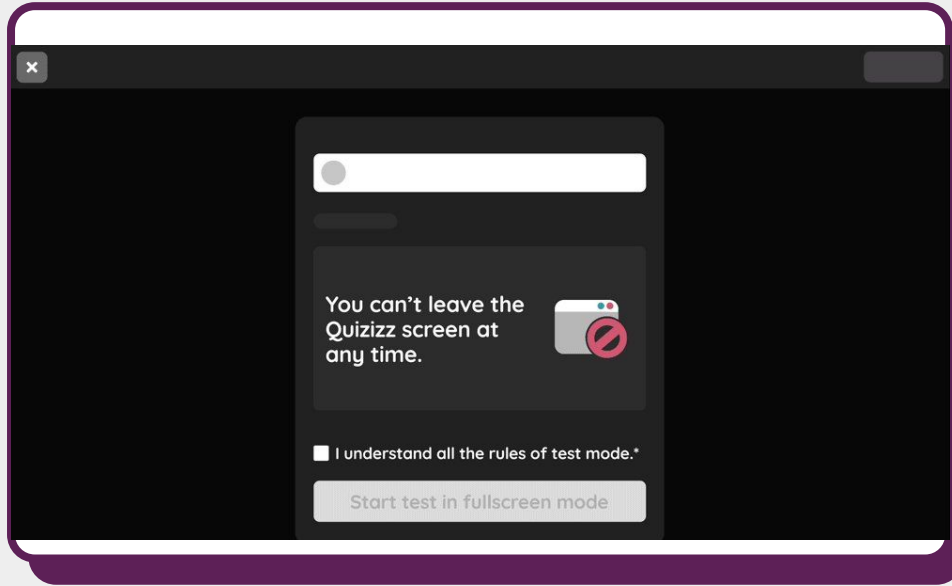 You can’t leave the
Quizizz screen at
any time.
I understand all the rules of test mode.*
Start test in fullscreen mode